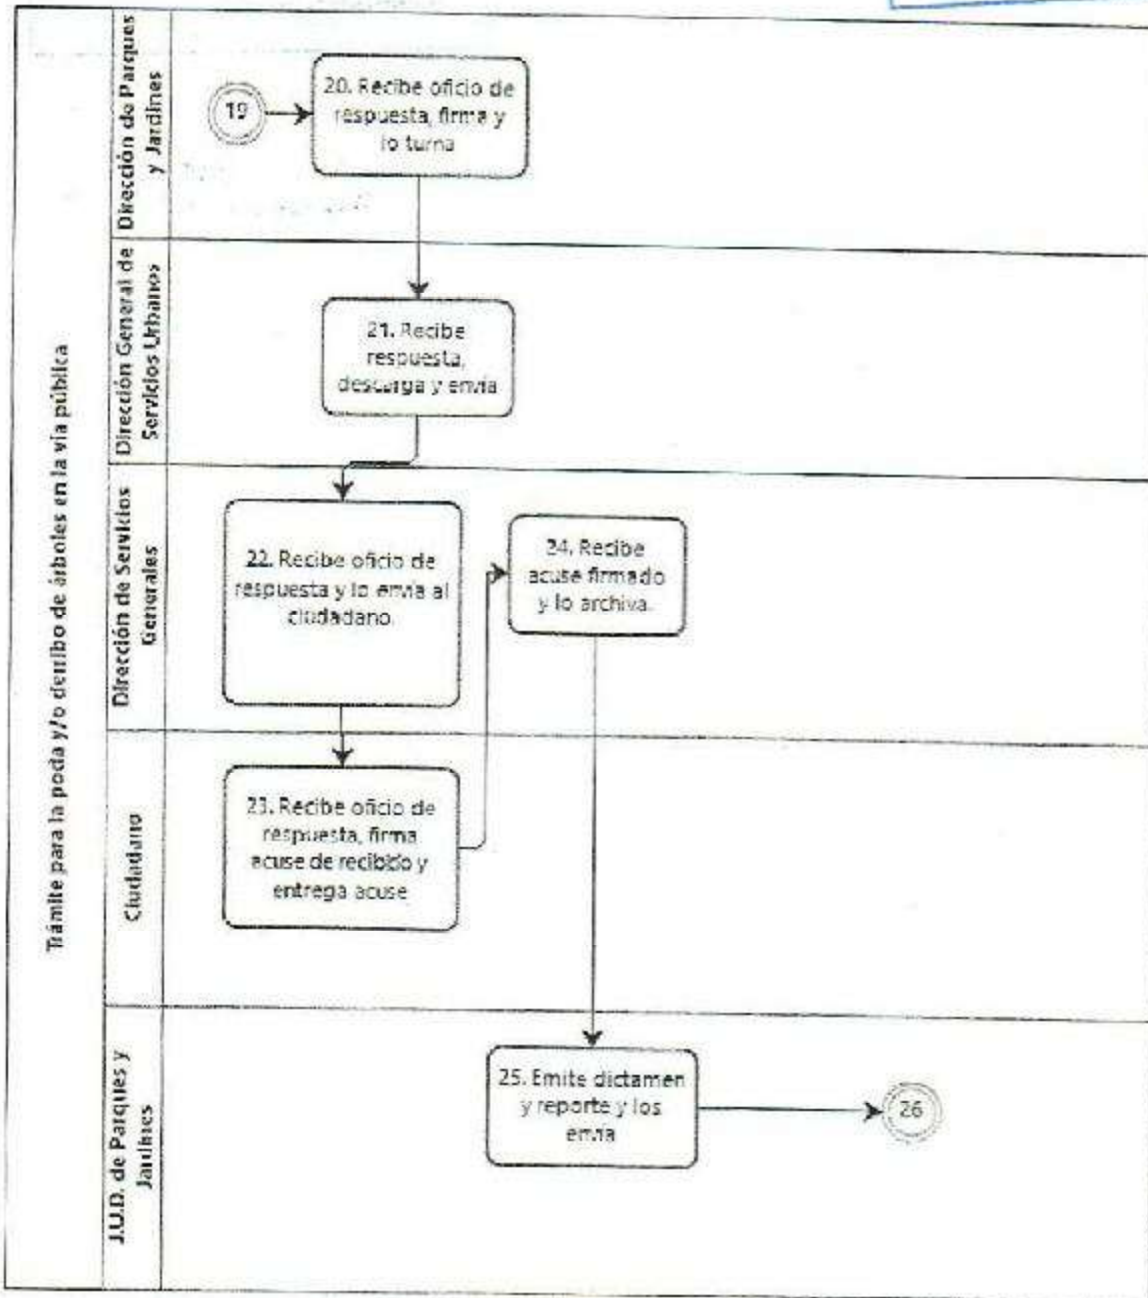 Trámite para la poda y/o derribo de árboles en la vía pública
Dirección de Parques
y Jardines
19
20. Recibe oficio de
respuesta, firma y
lo turna
Dirección General de
Servicios Urbanos
21. Recibe
respuesta,
descarga y envía
Dirección de Servicios
Generales
22. Recibe oficio de
respuesta y lo envía al
ciudadano.
24. Recibe
acuse firmado
y lo archiva.
Ciudadano
23. Recibe oficio de
respuesta, firma
acuse de recibido y
entrega acuse
J.U.D. de Parques y
Jardines
25. Emite dictamen
y reporte y los
envía
26